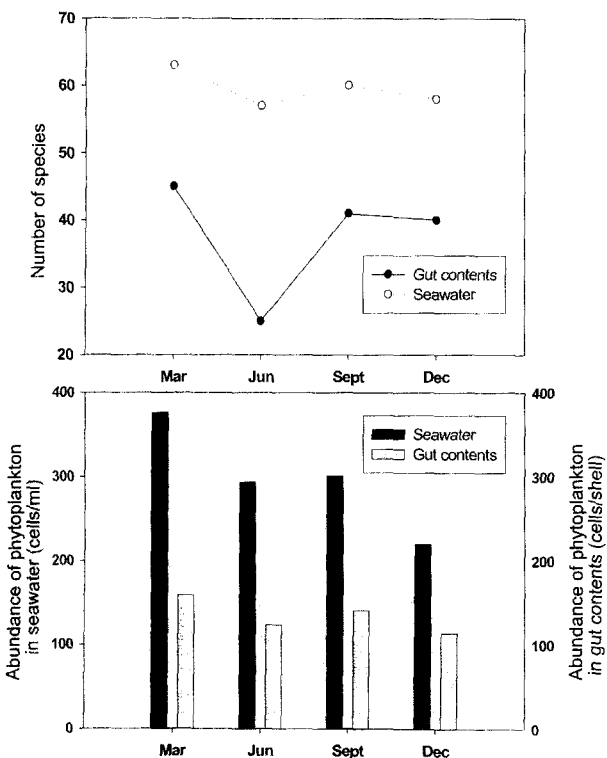 70
60
50
40
30
20
Number of species
Gut contents
Seawater
Mar Jun Sept Dec
400
300
200
100
0
Abundance of phytoplankton
in seawater (cells/ml)
Seawater
Gut contents
400
300
200
100
0
Abundance of phytoplankton
in gut contents (cells/shell)
Mar Jun Sept Dec